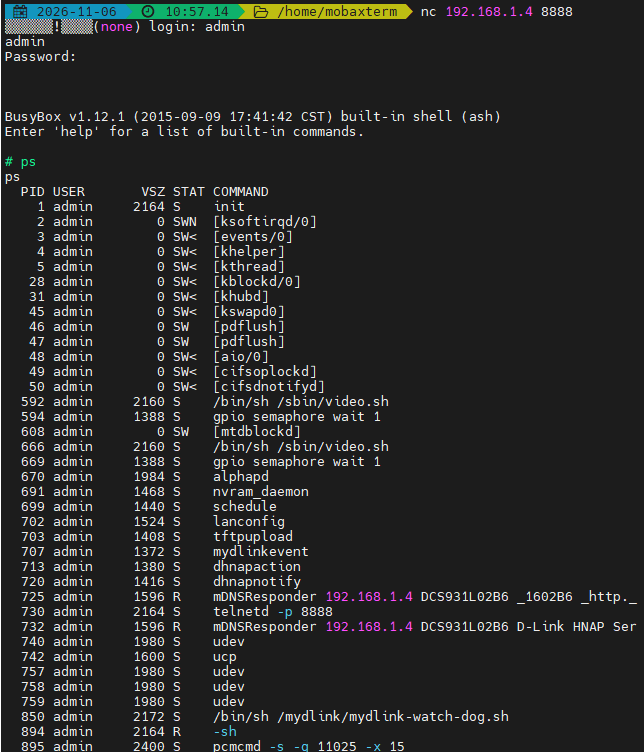 2026-11-06 10:57.14 /home/mobaxterm nc 192.168.1.4 8888
▒▒▒▒▒▒!▒▒▒▒(none) login: admin
admin
Password:
BusyBox v1.12.1 (2015-09-09 17:41:42 CST) built-in shell (ash)
Enter 'help' for a list of built-in commands.
# ps
ps
PID USER VSZ STAT COMMAND
1 admin 2164 S init
2 admin 0 SWN [ksoftirqd/0]
3 admin 0 SW< [events/0]
4 admin 0 SW< [khelper]
5 admin 0 SW< [kthread]
28 admin 0 SW< [kblockd/0]
31 admin 0 SW< [khubd]
45 admin 0 SW< [kswapd0]
46 admin 0 SW [pdflush]
47 admin 0 SW [pdflush]
48 admin 0 SW< [aio/0]
49 admin 0 SW< [cifsoplockd]
50 admin 0 SW< [cifsdnotifyd]
592 admin 2160 S /bin/sh /sbin/video.sh
594 admin 1388 S gpio semaphore wait 1
608 admin 0 SW [mtdblockd]
666 admin 2160 S /bin/sh /sbin/video.sh
669 admin 1388 S gpio semaphore wait 1
670 admin 1984 S alphapd
691 admin 1468 S nvram_daemon
699 admin 1440 S schedule
702 admin 1524 S lanconfig
703 admin 1408 S tftpupload
707 admin 1372 S mydlinkevent
713 admin 1380 S dhnapaction
720 admin 1416 S dhnapnotify
725 admin 1596 R mDNSResponder 192.168.1.4 DCS931L02B6 _1602B6 _http._
730 admin 2164 S telnetd -p 8888
732 admin 1596 R mDNSResponder 192.168.1.4 DCS931L02B6 D-Link HNAP Ser
740 admin 1980 S udev
742 admin 1600 S ucp
757 admin 1980 S udev
758 admin 1980 S udev
759 admin 1980 S udev
850 admin 2172 S /bin/sh /mydlink/mydlink-watch-dog.sh
894 admin 2164 R -sh
895 admin 2400 S pcmcmd -s -q 11025 -x 15